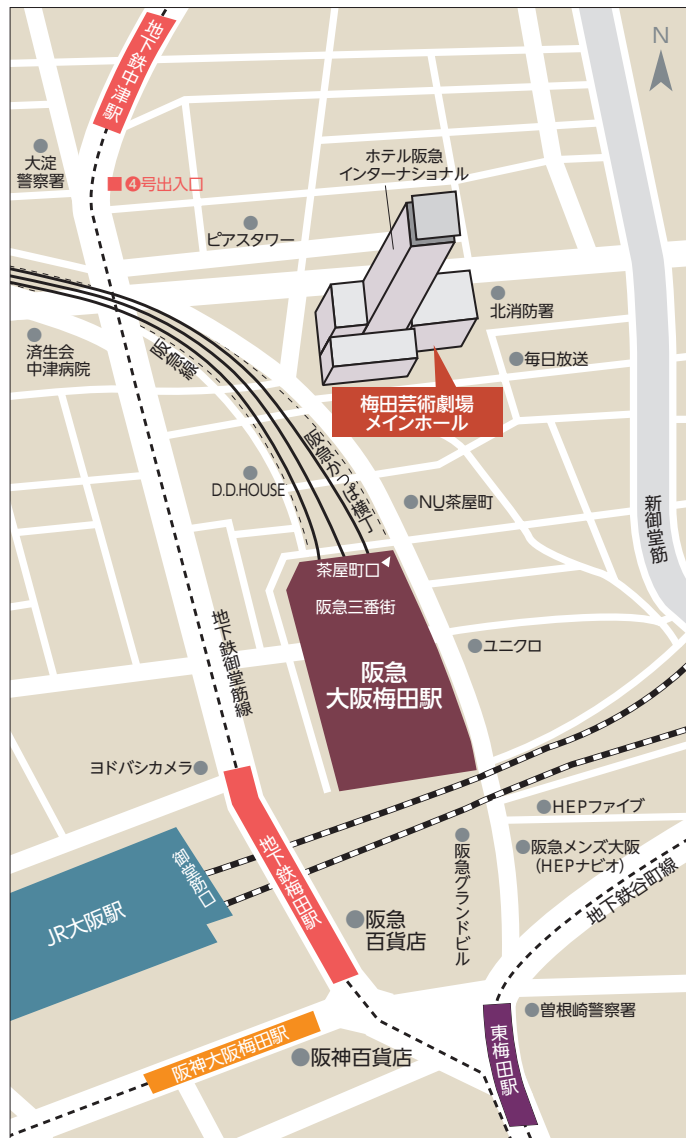 地下鉄中津駅
N
大淀
警察署
■❹号出入口
ホテル阪急
インターナショナル
ピアスタワー
北消防署
済生会
中津病院
阪急線
毎日放送
梅田芸術劇場
メインホール
阪急かっぱ横丁
D.D.HOUSE
NU茶屋町
新御堂筋
茶屋町口
阪急三番街
地下鉄御堂筋線
ユニクロ
阪急
大阪梅田駅
ヨドバシカメラ
HEPファイブ
地下鉄梅田駅
阪急グランドビル
阪急メンズ大阪
(HEPナビオ)
御堂筋口
JR大阪駅
地下鉄谷町線
阪急
百貨店
曽根崎警察署
東梅田駅
阪神大阪梅田駅
阪神百貨店